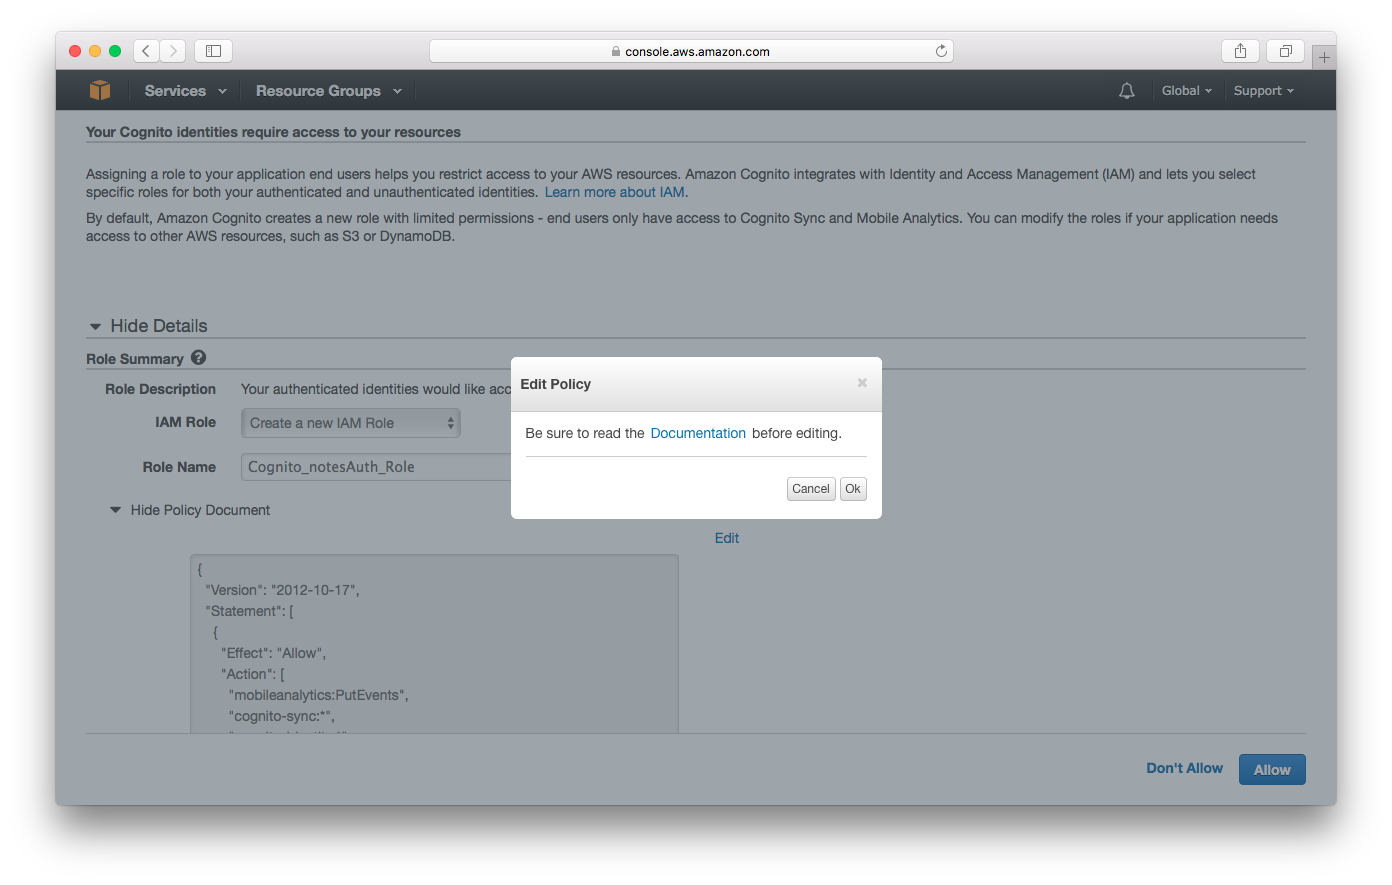 console.aws.amazon.com
Services
Resource Groups
Global
Support
Your Cognito identities require access to your resources
Assigning a role to your application end users helps you restrict access to your AWS resources. Amazon Cognito integrates with Identity and Access Management (IAM) and lets you select
specific roles for both your authenticated and unauthenticated identities. Learn more about IAM.
By default, Amazon Cognito creates a new role with limited permissions - end users only have access to Cognito Sync and Mobile Analytics. You can modify the roles if your application needs
access to other AWS resources, such as S3 or DynamoDB.
Hide Details
Role Summary ?
Role Description Your authenticated identities would like acc
IAM Role Create a new IAM Role
Role Name Cognito_notesAuth_Role
Hide Policy Document
Edit Policy
Be sure to read the Documentation before editing.
Cancel Ok
Edit
{
"Version": "2012-10-17",
"Statement": [
{
"Effect": "Allow",
"Action": [
"mobileanalytics:PutEvents",
"cognito-sync:*",
Don't Allow Allow